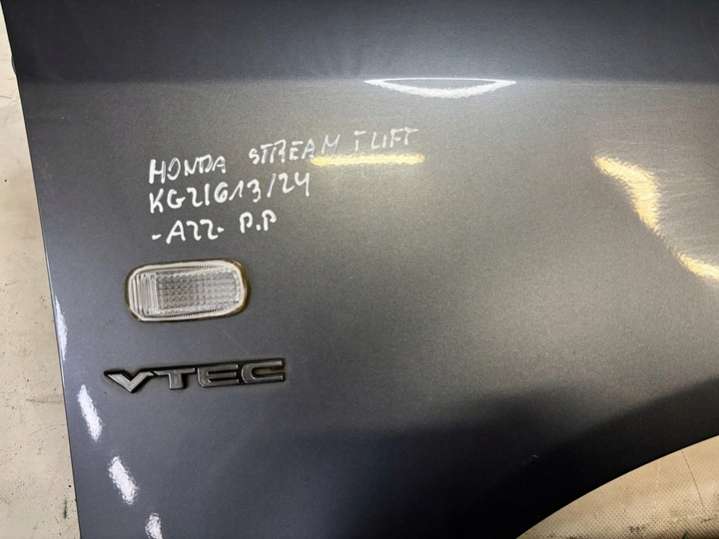 HONDA STREAM I LIFT
KG21613/24
-A22- P.P
VTEC